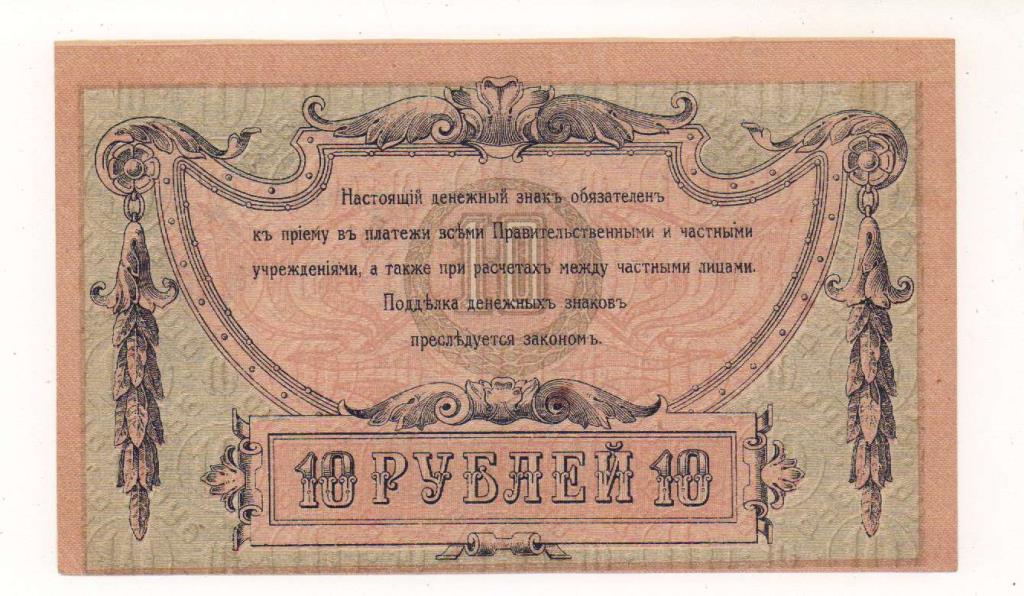 Настоящій денежный знакъ обязателенъ
къ пріему въ платежи всѣми Правительственными и частными
учрежденіями, а также при расчетахъ между частными лицами.
Поддѣлка денежныхъ знаковъ
преслѣдуется закономъ.
10
10 РУБЛЕЙ 10